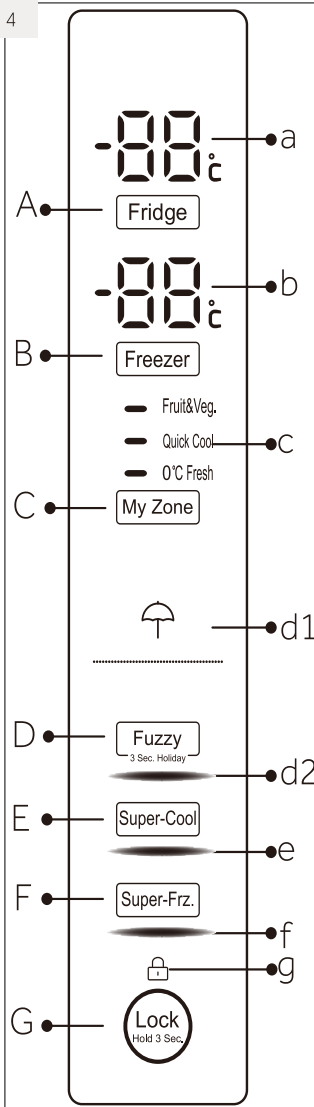 4
-88°c a
A Fridge
-88°c b
B Freezer
Fruit&Veg.
Quick Cool c
0°C Fresh
C My Zone
d1
D Fuzzy
3 Sec. Holiday
d2
E Super-Cool
e
F Super-Frz.
f
g
G Lock
Hold 3 Sec.